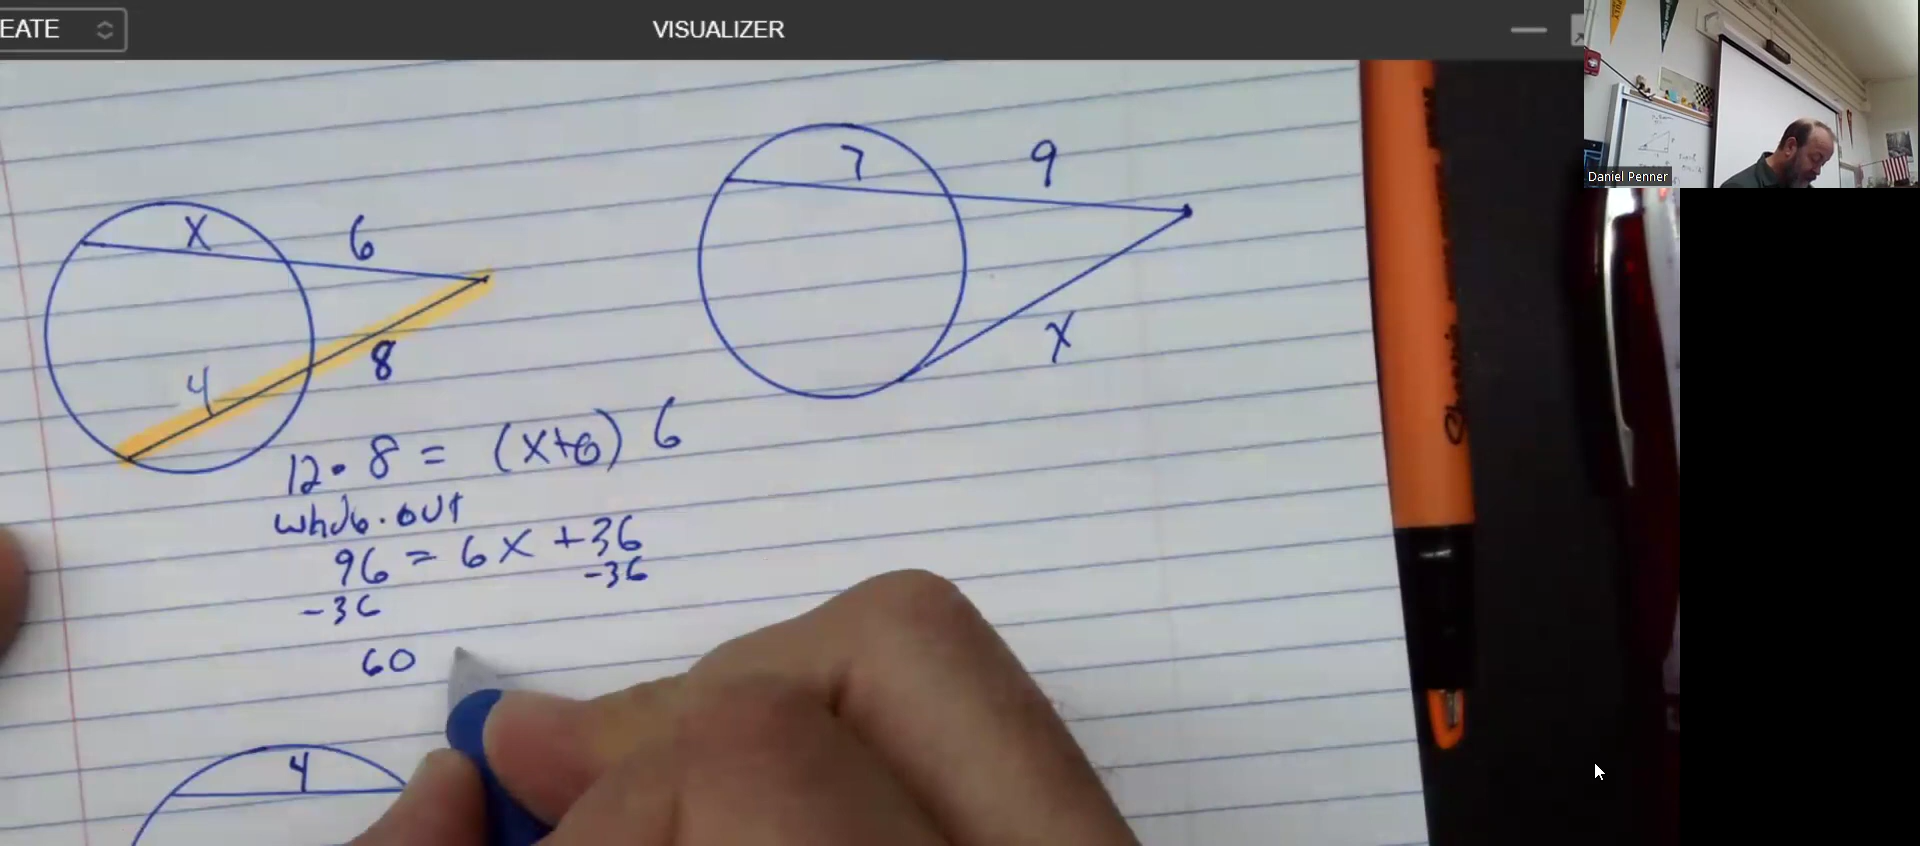 EATE
VISUALIZER
Daniel Penner
7
9
X
6
X
8
4
12 · 8 = (x+6) 6
whole · out
96 = 6x + 36
-36
-36
60
4